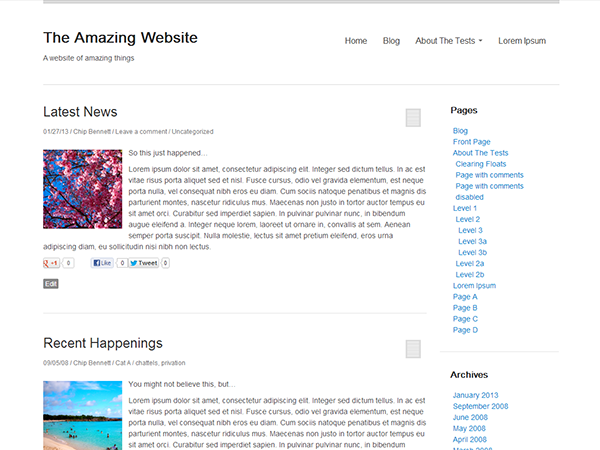 The Amazing Website
A website of amazing things
Home Blog About The Tests Lorem Ipsum
Latest News
01/27/13 / Chip Bennett / Leave a comment / Uncategorized
So this just happened...
Lorem ipsum dolor sit amet, consectetur adipiscing elit. Integer sed dictum tellus. In ac est
vitae risus porta aliquet sed et nisl. Fusce cursus, odio vel gravida elementum, est neque
porta nulla, vel consequat nibh eros eu diam. Cum sociis natoque penatibus et magnis dis
parturient montes, nascetur ridiculus mus. Maecenas non justo in tortor auctor tempus eu
sit amet orci. Curabitur sed imperdiet sapien. In pulvinar pulvinar nunc, in bibendum
augue eleifend a. Integer neque lorem, laoreet ut ornare in, convallis at sem. Aenean
semper porta suscipit. Nulla molestie, lectus sit amet pretium eleifend, eros urna
adipiscing diam, eu sollicitudin nisi nibh non lectus.
g+1 0 Like 0 Tweet 0
Edit
Recent Happenings
09/05/08 / Chip Bennett / Cat A / chattels, privation
You might not believe this, but...
Lorem ipsum dolor sit amet, consectetur adipiscing elit. Integer sed dictum tellus. In ac est
vitae risus porta aliquet sed et nisl. Fusce cursus, odio vel gravida elementum, est neque
porta nulla, vel consequat nibh eros eu diam. Cum sociis natoque penatibus et magnis dis
parturient montes, nascetur ridiculus mus. Maecenas non justo in tortor auctor tempus eu
sit amet orci. Curabitur sed imperdiet sapien. In pulvinar pulvinar nunc, in bibendum
Pages
Blog
Front Page
About The Tests
Clearing Floats
Page with comments
Page with comments
disabled
Level 1
Level 2
Level 3
Level 3a
Level 3b
Level 2a
Level 2b
Lorem Ipsum
Page A
Page B
Page C
Page D
Archives
January 2013
September 2008
June 2008
May 2008
April 2008
March 2008